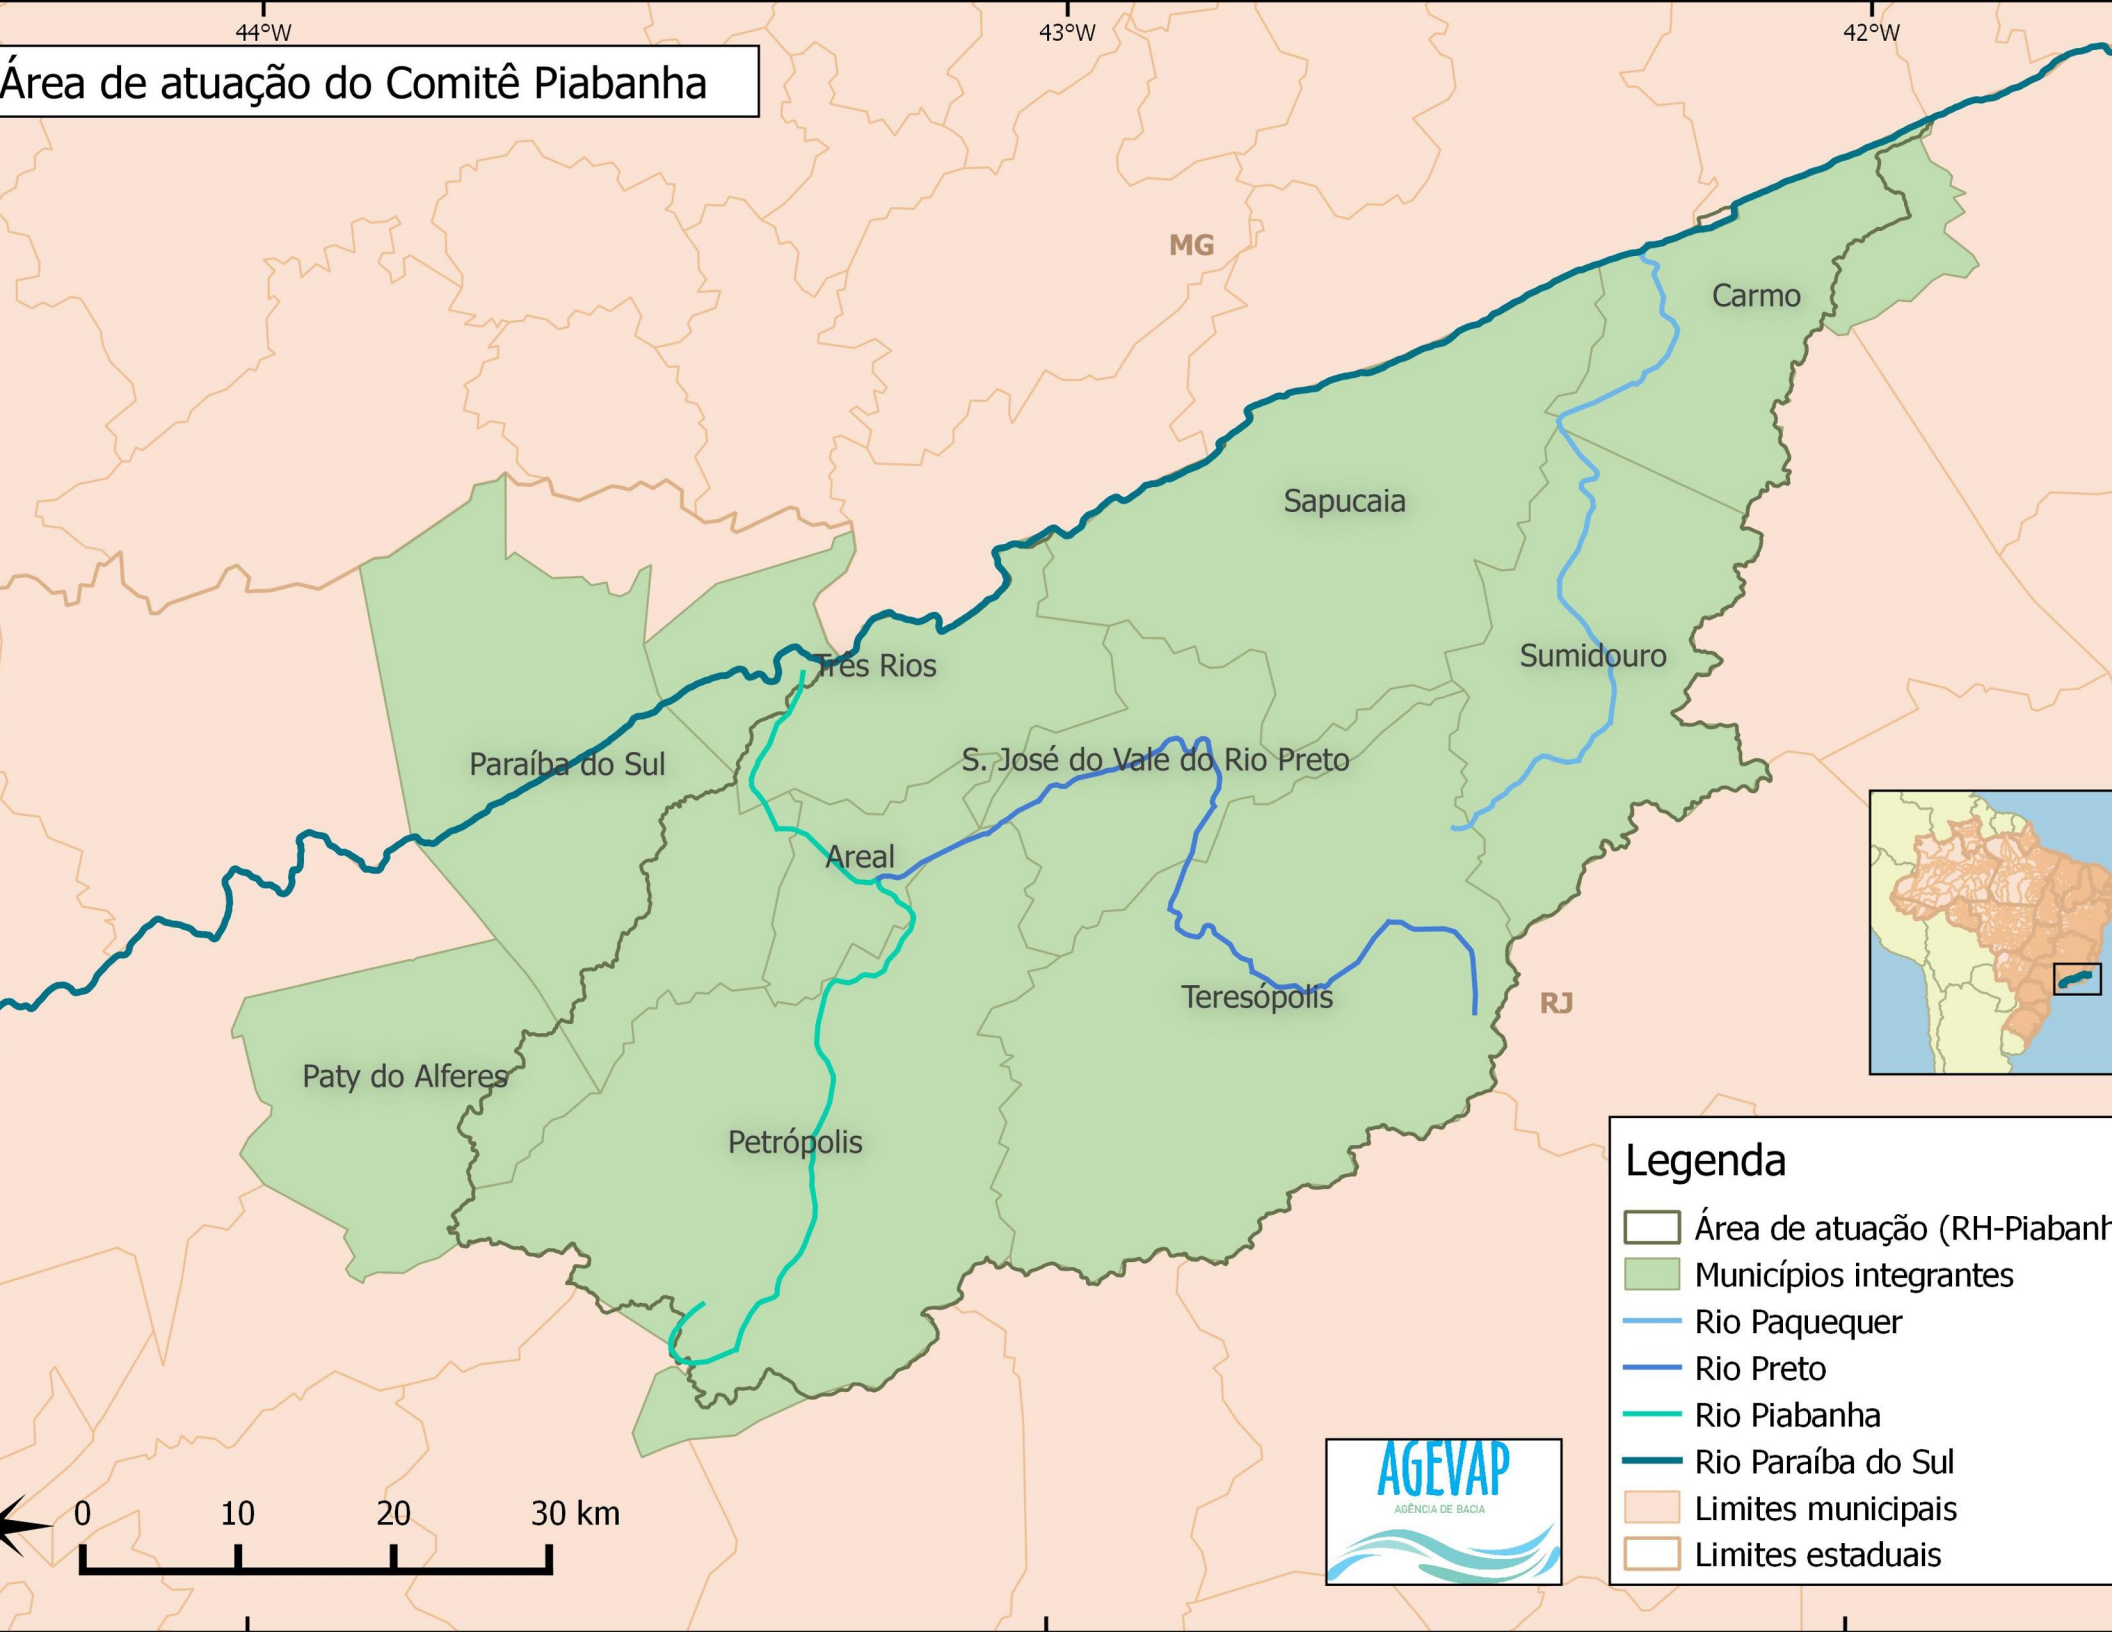 44°W
43°W
42°W
Área de atuação do Comitê Piabanha
MG
Carmo
Sapucaia
Sumidouro
Três Rios
Paraíba do Sul
S. José do Vale do Rio Preto
Areal
Teresópolis
RJ
Paty do Alferes
Petrópolis
Legenda
Área de atuação (RH-Piabanh
Municípios integrantes
Rio Paquequer
Rio Preto
Rio Piabanha
Rio Paraíba do Sul
Limites municipais
Limites estaduais
AGEVAP
AGÊNCIA DE BACIA
0 10 20 30 km